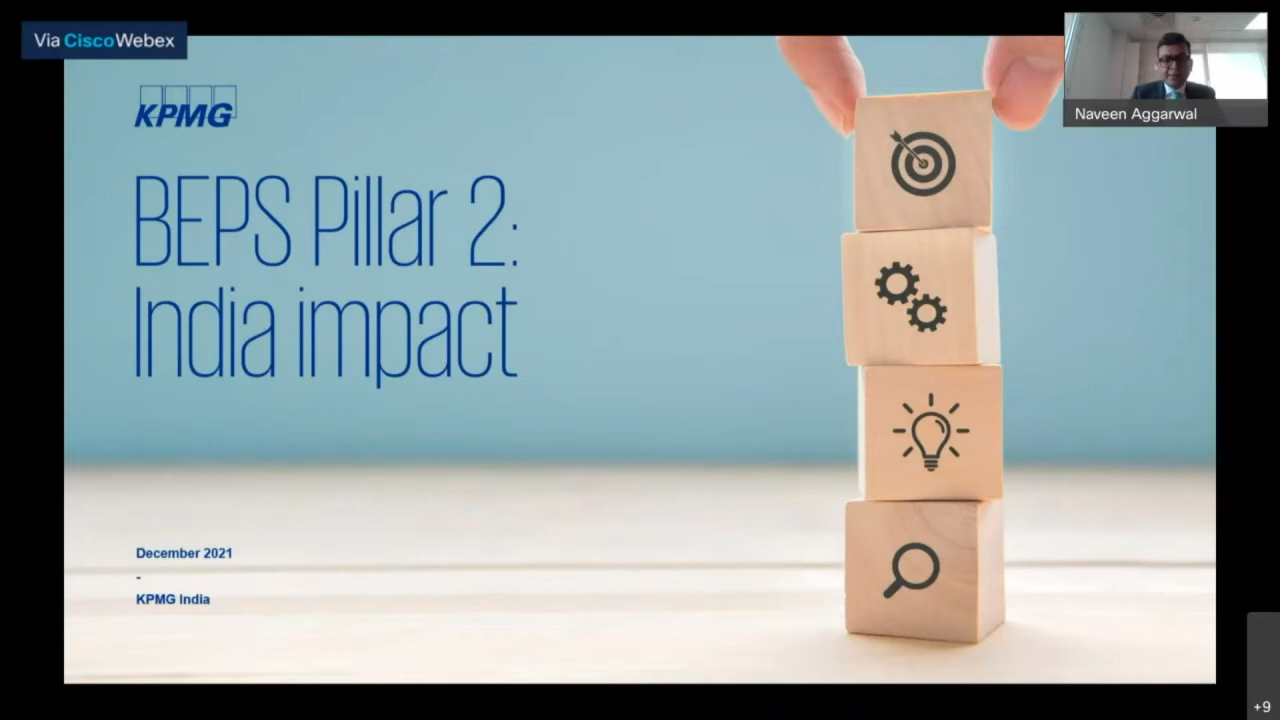 Via CiscoWebex
KPMG
Naveen Aggarwal
BEPS Pillar 2:
India impact
December 2021
-
KPMG India
+9